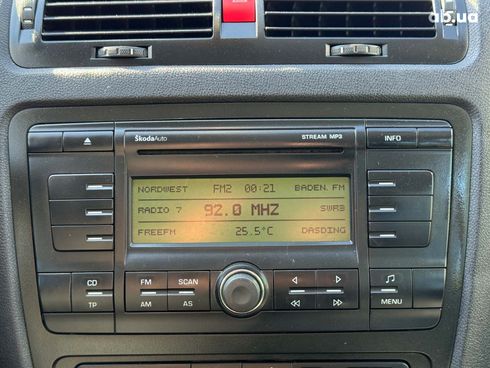 ab.ua
ŠkodaAuto
STREAM MP3
INFO
NORDWEST FM2 00:21 BADEN FM
RADIO 7 92.0 MHZ SWR3
FREEFM 25.5°C DASDING
CD
TP
FM SCAN
AM AS
MENU